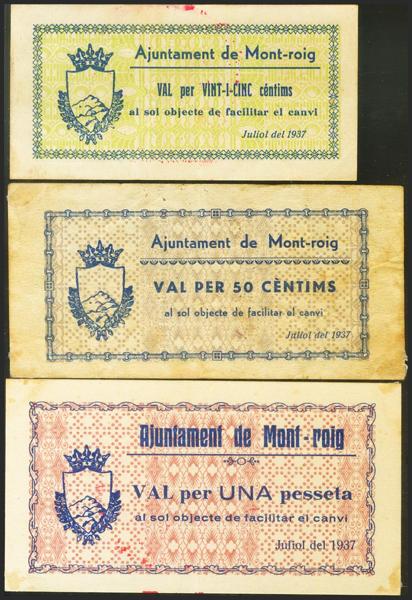 Ajuntament de Mont-roig
VAL per VINT-I-CINC céntims
al sol objecte de facilitar el canvi
Juliol del 1937
Ajuntament de Mont-roig
VAL PER 50 CÈNTIMS
al sol objecte de facilitar el canvi
Juliol del 1937
Ajuntament de Mont-roig
VAL per UNA pesseta
al sol objecte de facilitar el canvi
Juliol del 1937